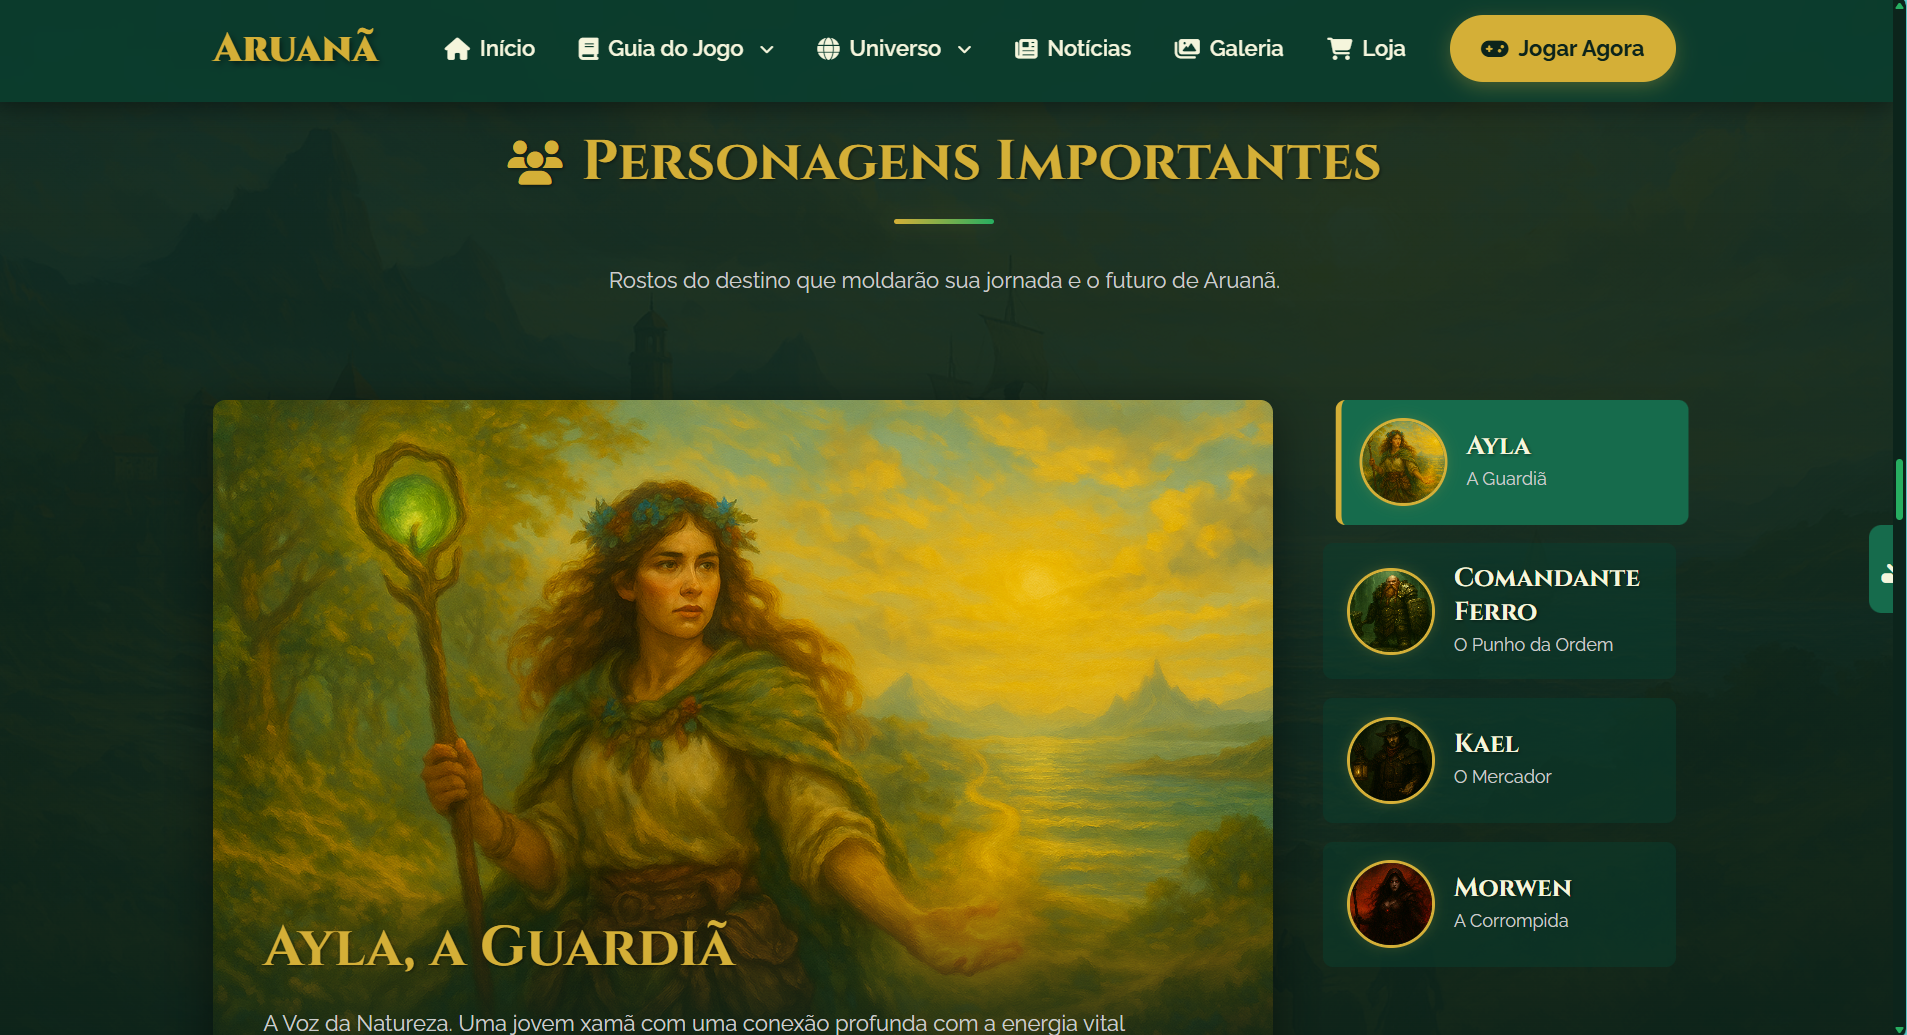 Aruanã
Início
Guia do Jogo
Universo
Notícias
Galeria
Loja
Jogar Agora
Personagens Importantes
Rostos do destino que moldarão sua jornada e o futuro de Aruanã.
Ayla, a Guardiã
A Voz da Natureza. Uma jovem xamã com uma conexão profunda com a energia vital
Ayla
A Guardiã
Comandante
Ferro
O Punho da Ordem
Kael
O Mercador
Morwen
A Corrompida